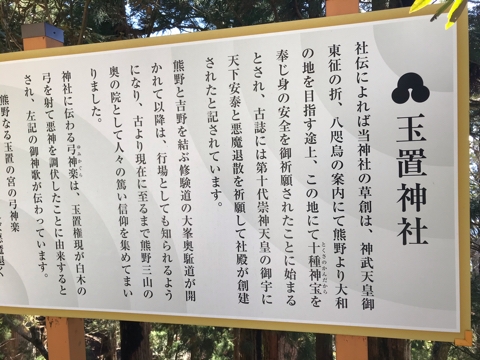 玉置神社
社伝によれば当神社の草創は、神武天皇御
東征の折、八咫烏の案内にて熊野より大和
の地を目指す途上、この地にて十種神宝を
とくさのかんだから
奉じ身の安全を御祈願されたことに始まる
とされ、古誌には第十代崇神天皇の御宇に
天下安泰と悪魔退散を祈願して社殿が創建
されたと記されています。
熊野と吉野を結ぶ修験道の大峯奥駈道が開
かれて以降は、行場としても知られるよう
になり、古より現在に至るまで熊野三山の
奥の院として人々の篤い信仰を集めてまい
りました。
神社に伝わる弓神楽は、玉置権現が白木の
ゆみ
弓を射て悪神を調伏したことに由来すると
され、左記の御神歌が伝わっています。
熊野なる玉置の宮の弓神楽